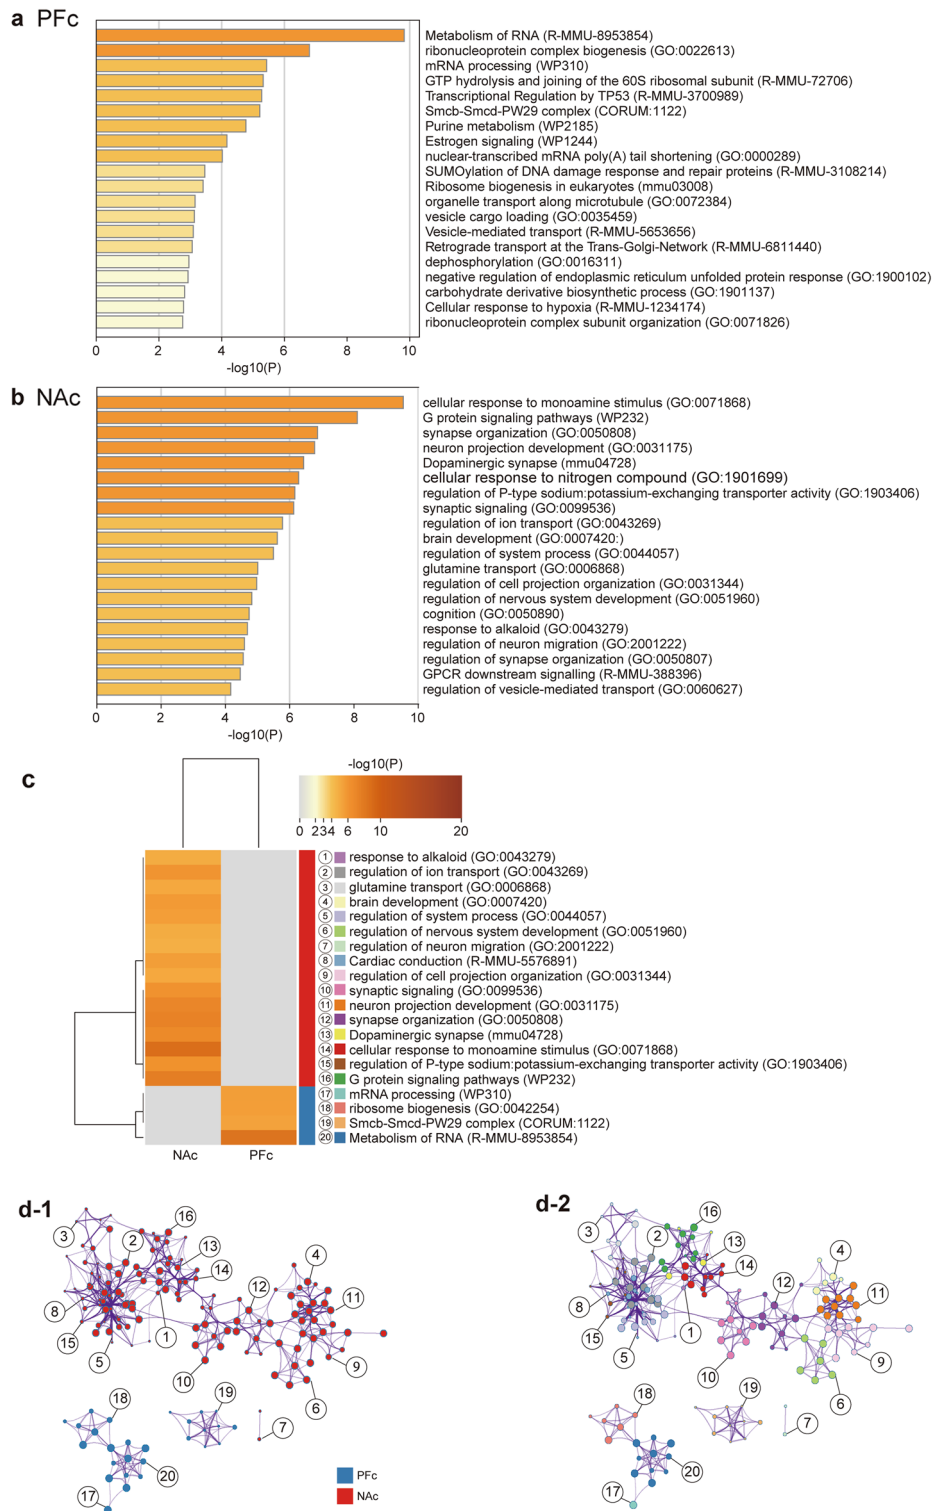 a PFc
Metabolism of RNA (R-MMU-8953854)
ribonucleoprotein complex biogenesis (GO:0022613)
mRNA processing (WP310)
GTP hydrolysis and joining of the 60S ribosomal subunit (R-MMU-72706)
Transcriptional Regulation by TP53 (R-MMU-3700989)
Smcb-Smcd-PW29 complex (CORUM:1122)
Purine metabolism (WP2185)
Estrogen signaling (WP1244)
nuclear-transcribed mRNA poly(A) tail shortening (GO:0000289)
SUMOylation of DNA damage response and repair proteins (R-MMU-3108214)
Ribosome biogenesis in eukaryotes (mmu03008)
organelle transport along microtubule (GO:0072384)
vesicle cargo loading (GO:0035459)
Vesicle-mediated transport (R-MMU-5653656)
Retrograde transport at the Trans-Golgi-Network (R-MMU-6811440)
dephosphorylation (GO:0016311)
negative regulation of endoplasmic reticulum unfolded protein response (GO:1900102)
carbohydrate derivative biosynthetic process (GO:1901137)
Cellular response to hypoxia (R-MMU-1234174)
ribonucleoprotein complex subunit organization (GO:0071826)
0 2 4 6 8 10
-log10(P)
b NAc
cellular response to monoamine stimulus (GO:0071868)
G protein signaling pathways (WP232)
synapse organization (GO:0050808)
neuron projection development (GO:0031175)
Dopaminergic synapse (mmu04728)
cellular response to nitrogen compound (GO:1901699)
regulation of P-type sodium:potassium-exchanging transporter activity (GO:1903406)
synaptic signaling (GO:0099536)
regulation of ion transport (GO:0043269)
brain development (GO:0007420:)
regulation of system process (GO:0044057)
glutamine transport (GO:0006868)
regulation of cell projection organization (GO:0031344)
regulation of nervous system development (GO:0051960)
cognition (GO:0050890)
response to alkaloid (GO:0043279)
regulation of neuron migration (GO:2001222)
regulation of synapse organization (GO:0050807)
GPCR downstream signalling (R-MMU-388396)
regulation of vesicle-mediated transport (GO:0060627)
0 2 4 6 8 10
-log10(P)
c
-log10(P)
0 2 3 4 6 10 20
1 response to alkaloid (GO:0043279)
2 regulation of ion transport (GO:0043269)
3 glutamine transport (GO:0006868)
4 brain development (GO:0007420)
5 regulation of system process (GO:0044057)
6 regulation of nervous system development (GO:0051960)
7 regulation of neuron migration (GO:2001222)
8 Cardiac conduction (R-MMU-5576891)
9 regulation of cell projection organization (GO:0031344)
10 synaptic signaling (GO:0099536)
11 neuron projection development (GO:0031175)
12 synapse organization (GO:0050808)
13 Dopaminergic synapse (mmu04728)
14 cellular response to monoamine stimulus (GO:0071868)
15 regulation of P-type sodium:potassium-exchanging transporter activity (GO:1903406)
16 G protein signaling pathways (WP232)
17 mRNA processing (WP310)
18 ribosome biogenesis (GO:0042254)
19 Smcb-Smcd-PW29 complex (CORUM:1122)
20 Metabolism of RNA (R-MMU-8953854)
NAc PFc
d-1
3 2 16 13 14 4 12 11 8 15 5 1 10 9 6
18 19 7 20 17
PFc
NAc
d-2
3 2 16 13 14 4 12 11 8 15 5 1 10 9 6
18 19 7 20 17